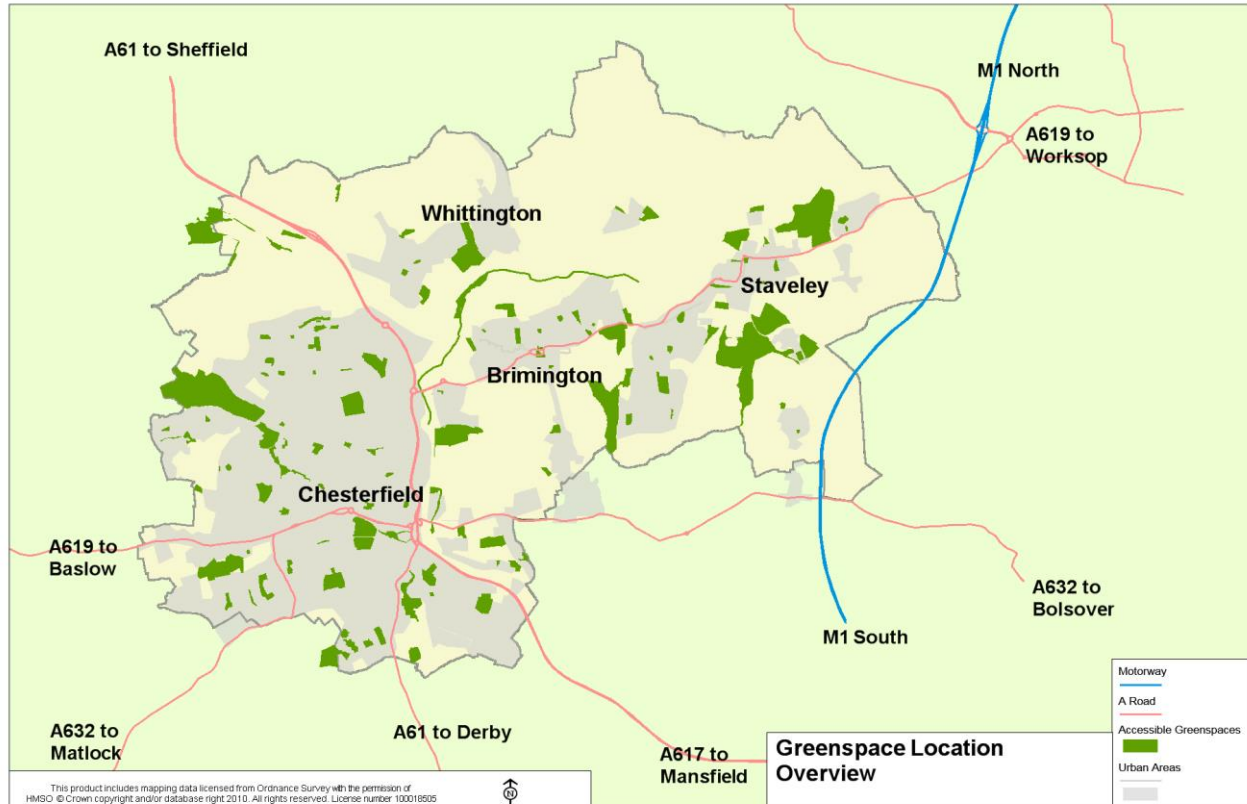 A61 to Sheffield
M1 North
A619 to
Worksop
Whittington
Staveley
Brimington
Chesterfield
A619 to
Baslow
A632 to
Bolsover
M1 South
A632 to
Matlock
A61 to Derby
A617 to
Mansfield
Greenspace Location
Overview
Motorway
A Road
Accessible Greenspaces
Urban Areas
This product includes mapping data licensed from Ordnance Survey with the permission of
HMSO © Crown copyright and/or database right 2010. All rights reserved. License number 100018505
N